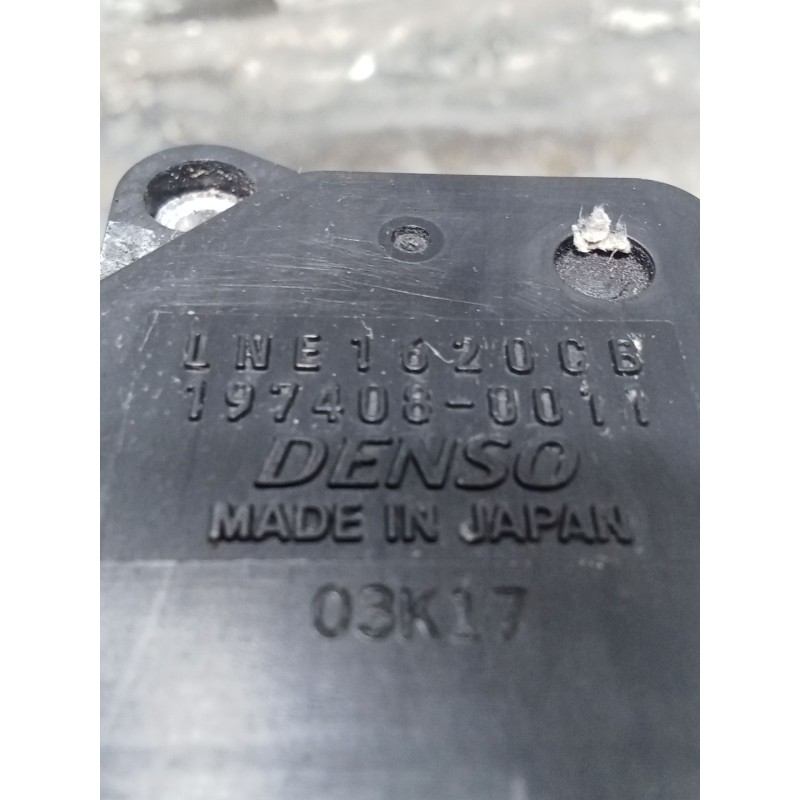 LNE1620CB
197408-0011
DENSO
MADE IN JAPAN
03K17